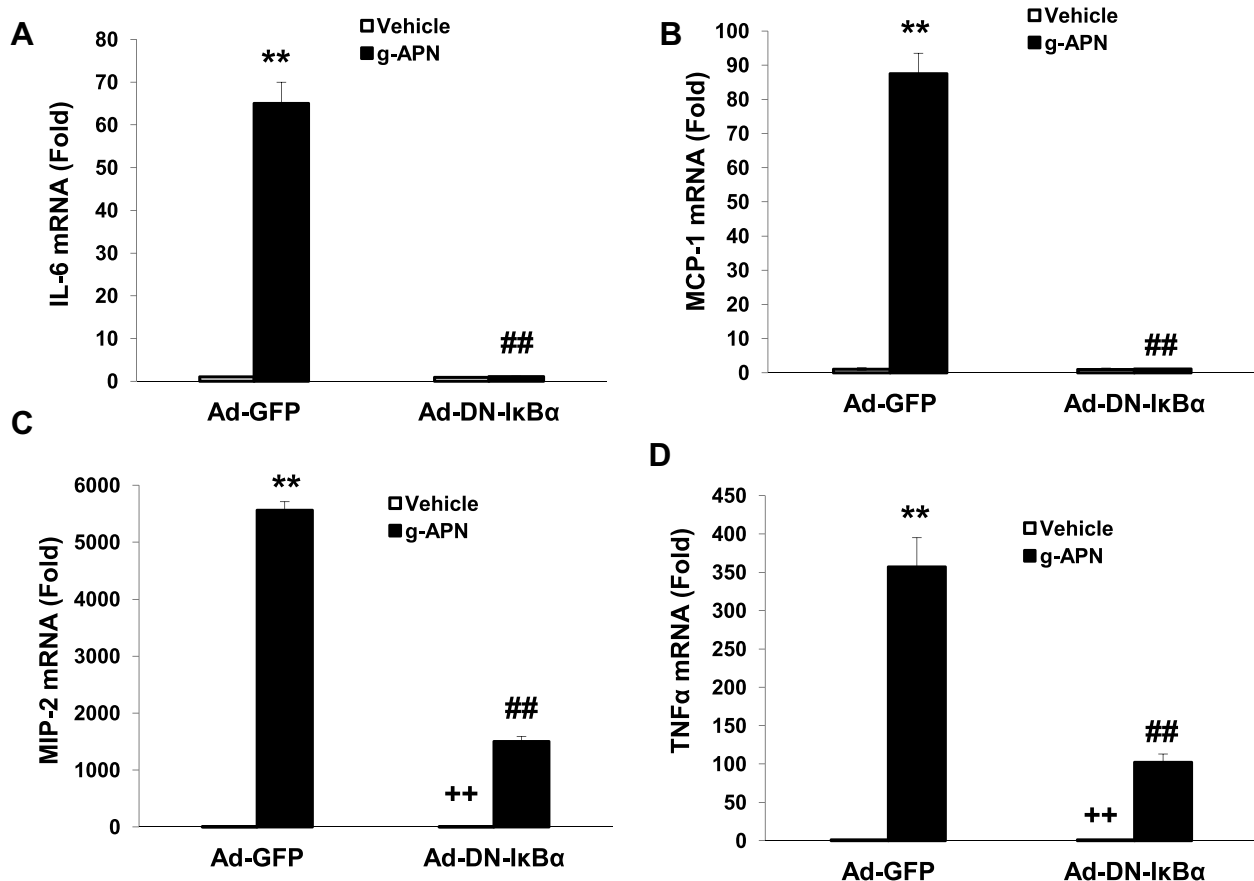 A
Vehicle
g-APN
IL-6 mRNA (Fold)
80
70
60
50
40
30
20
10
0
**
##
Ad-GFP
Ad-DN-IκBα
B
Vehicle
g-APN
MCP-1 mRNA (Fold)
100
90
80
70
60
50
40
30
20
10
0
**
##
Ad-GFP
Ad-DN-IκBα
C
Vehicle
g-APN
MIP-2 mRNA (Fold)
6000
5000
4000
3000
2000
1000
0
**
++
##
Ad-GFP
Ad-DN-IκBα
D
Vehicle
g-APN
TNFα mRNA (Fold)
450
400
350
300
250
200
150
100
50
0
**
++
##
Ad-GFP
Ad-DN-IκBα